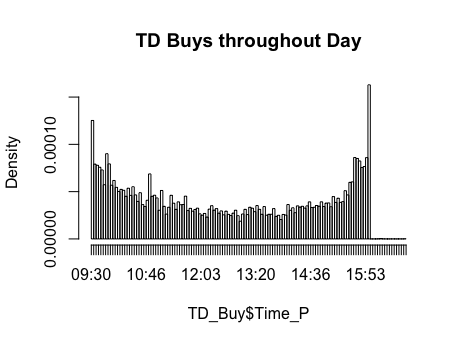 TD Buys throughout Day
Density
0.00010
0.00000
09:30 10:46 12:03 13:20 14:36 15:53
TD_Buy$Time_P